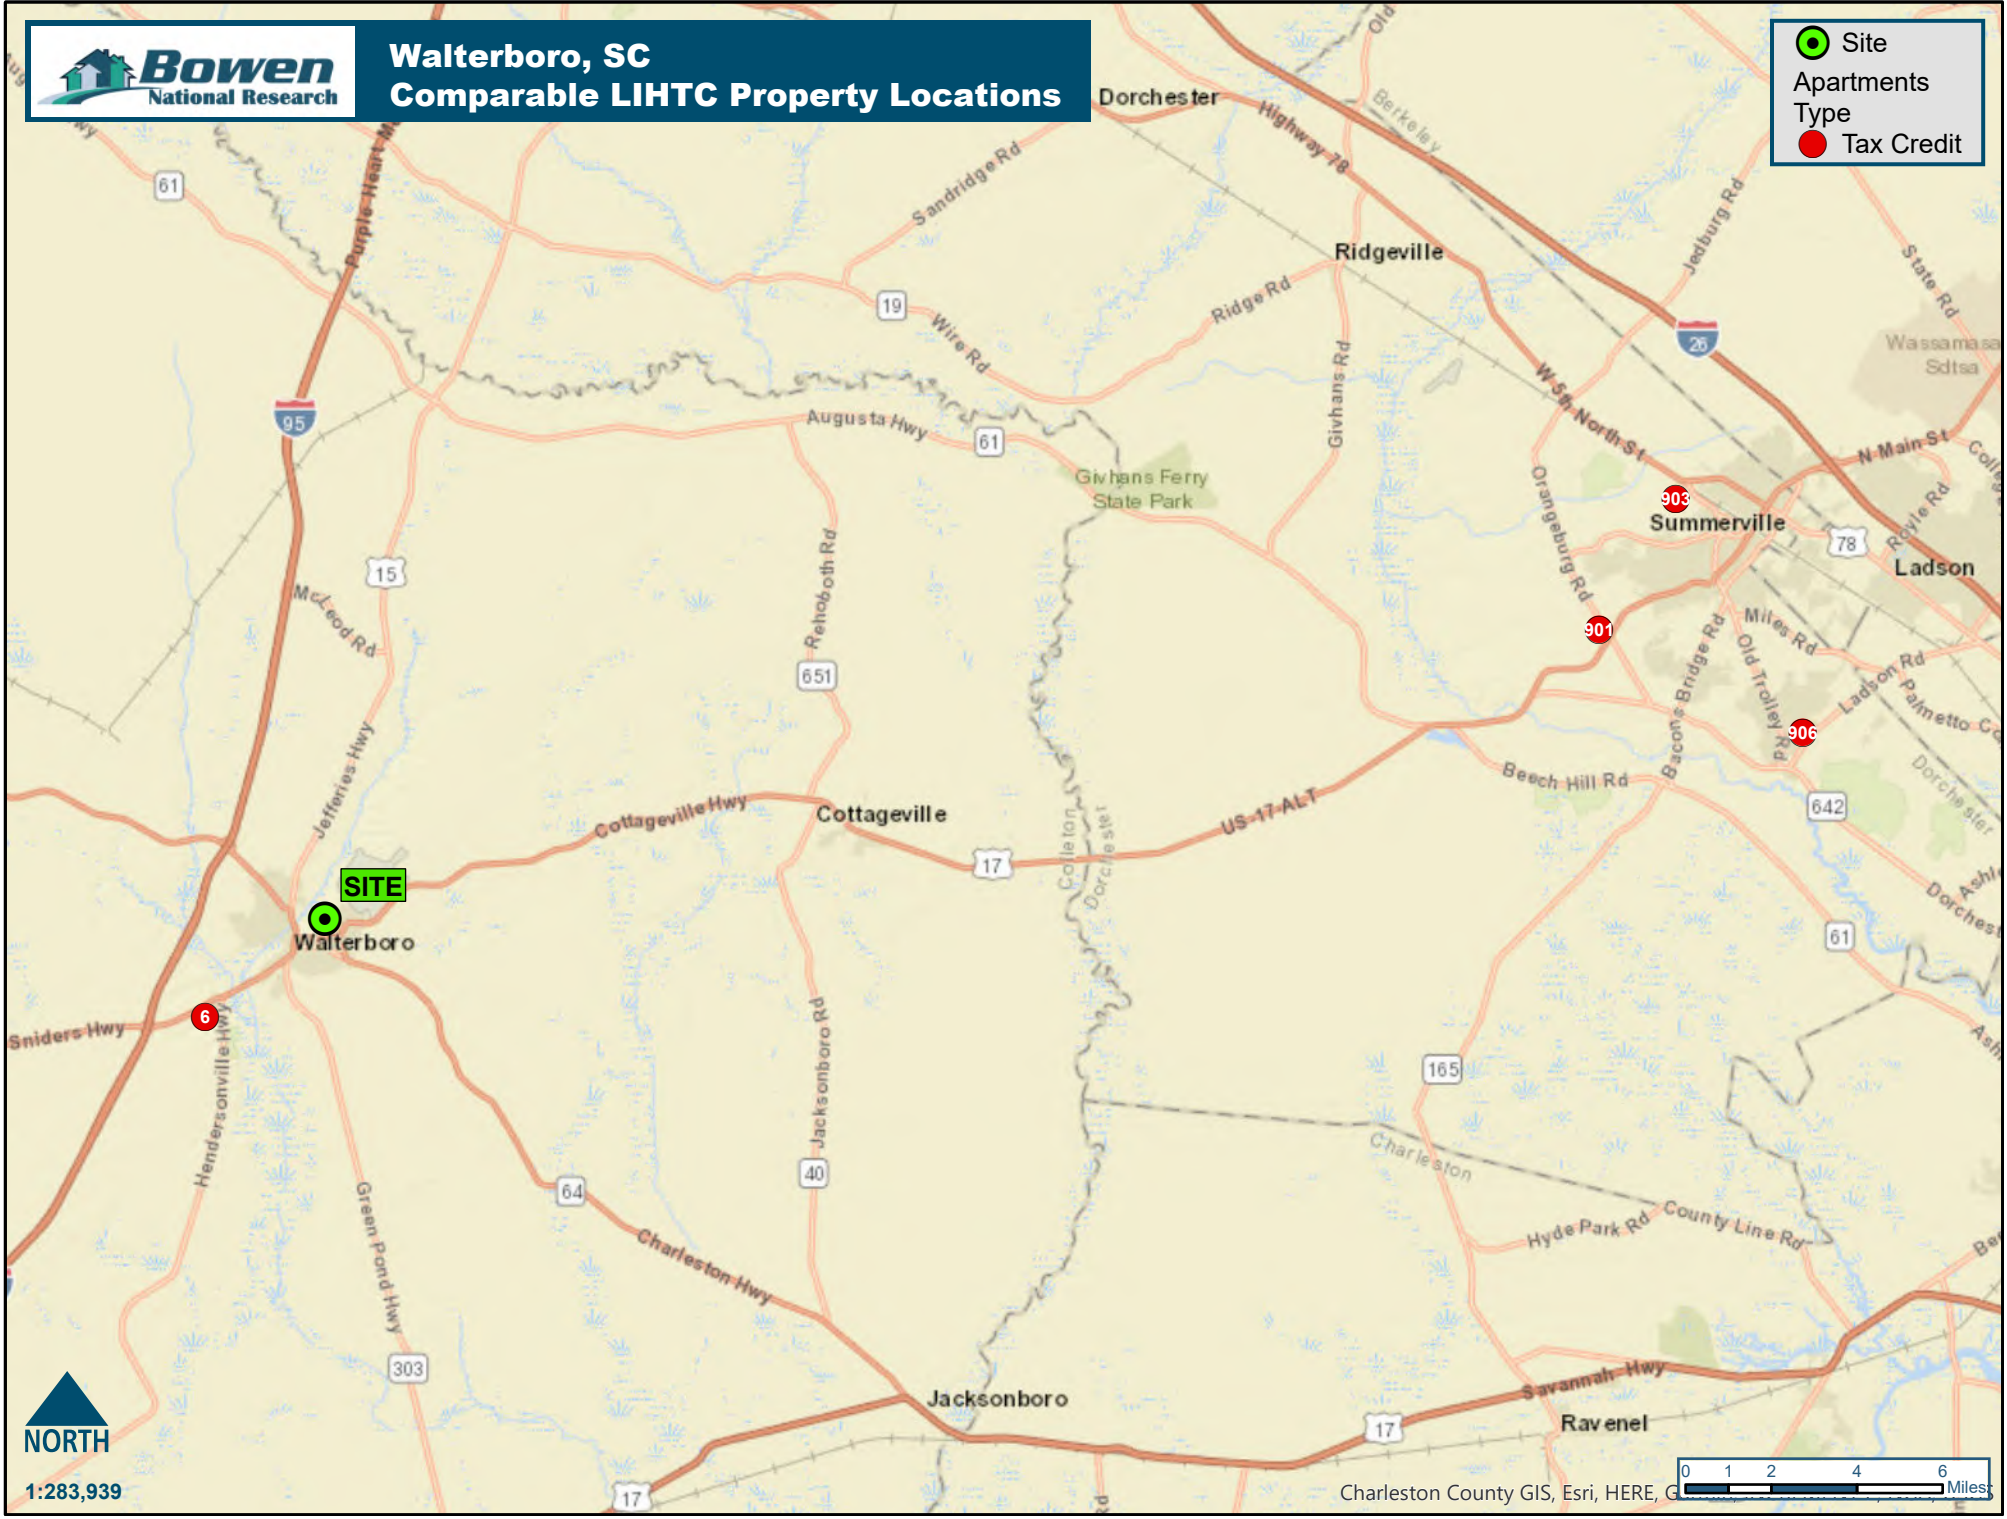 Bowen
National Research
Walterboro, SC
Comparable LIHTC Property Locations
Site
Apartments
Type
Tax Credit
Old
Dorchester
Highway 78
Berkeley
61
Purple Heart
Sandridge Rd
Jedburg Rd
State Rd
Ridgeville
19
Wire Rd
Ridge Rd
26
Wassamasa
Sdtsa
Givhans Rd
95
Augusta Hwy
61
W 5th North St
N Main St
Givhans Ferry
State Park
Orangeburg Rd
903
Summerville
Royle Rd
78
Ladson
15
McLeod Rd
Rehoboth Rd
651
901
Miles Rd
Bacons Bridge Rd
Old Trolley Rd
Ladson Rd
Palmetto
906
Jefferies Hwy
Beech Hill Rd
Dorchester
642
Cottageville Hwy
Cottageville
US-17 ALT
17
Colleton
Dorchester
SITE
Walterboro
61
6
Sniders Hwy
Hendersonville Hwy
Jacksonboro Rd
165
40
Charleston
64
Green Pond Hwy
Charleston Hwy
Hyde Park Rd
County Line Rd
303
Jacksonboro
Savannah Hwy
17
Ravenel
NORTH
1:283,939
17
Rd
Charleston County GIS, Esri, HERE,
0 1 2 4 6
Miles